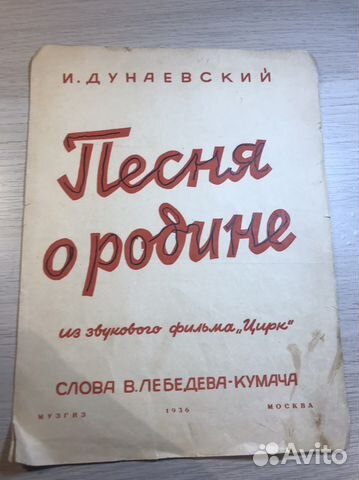 И. ДУНАЕВСКИЙ
Песня
о родине
из звукового фильма „Цирк"
СЛОВА В. ЛЕБЕДЕВА-КУМАЧА
МУЗГИЗ 1936 МОСКВА
Avito